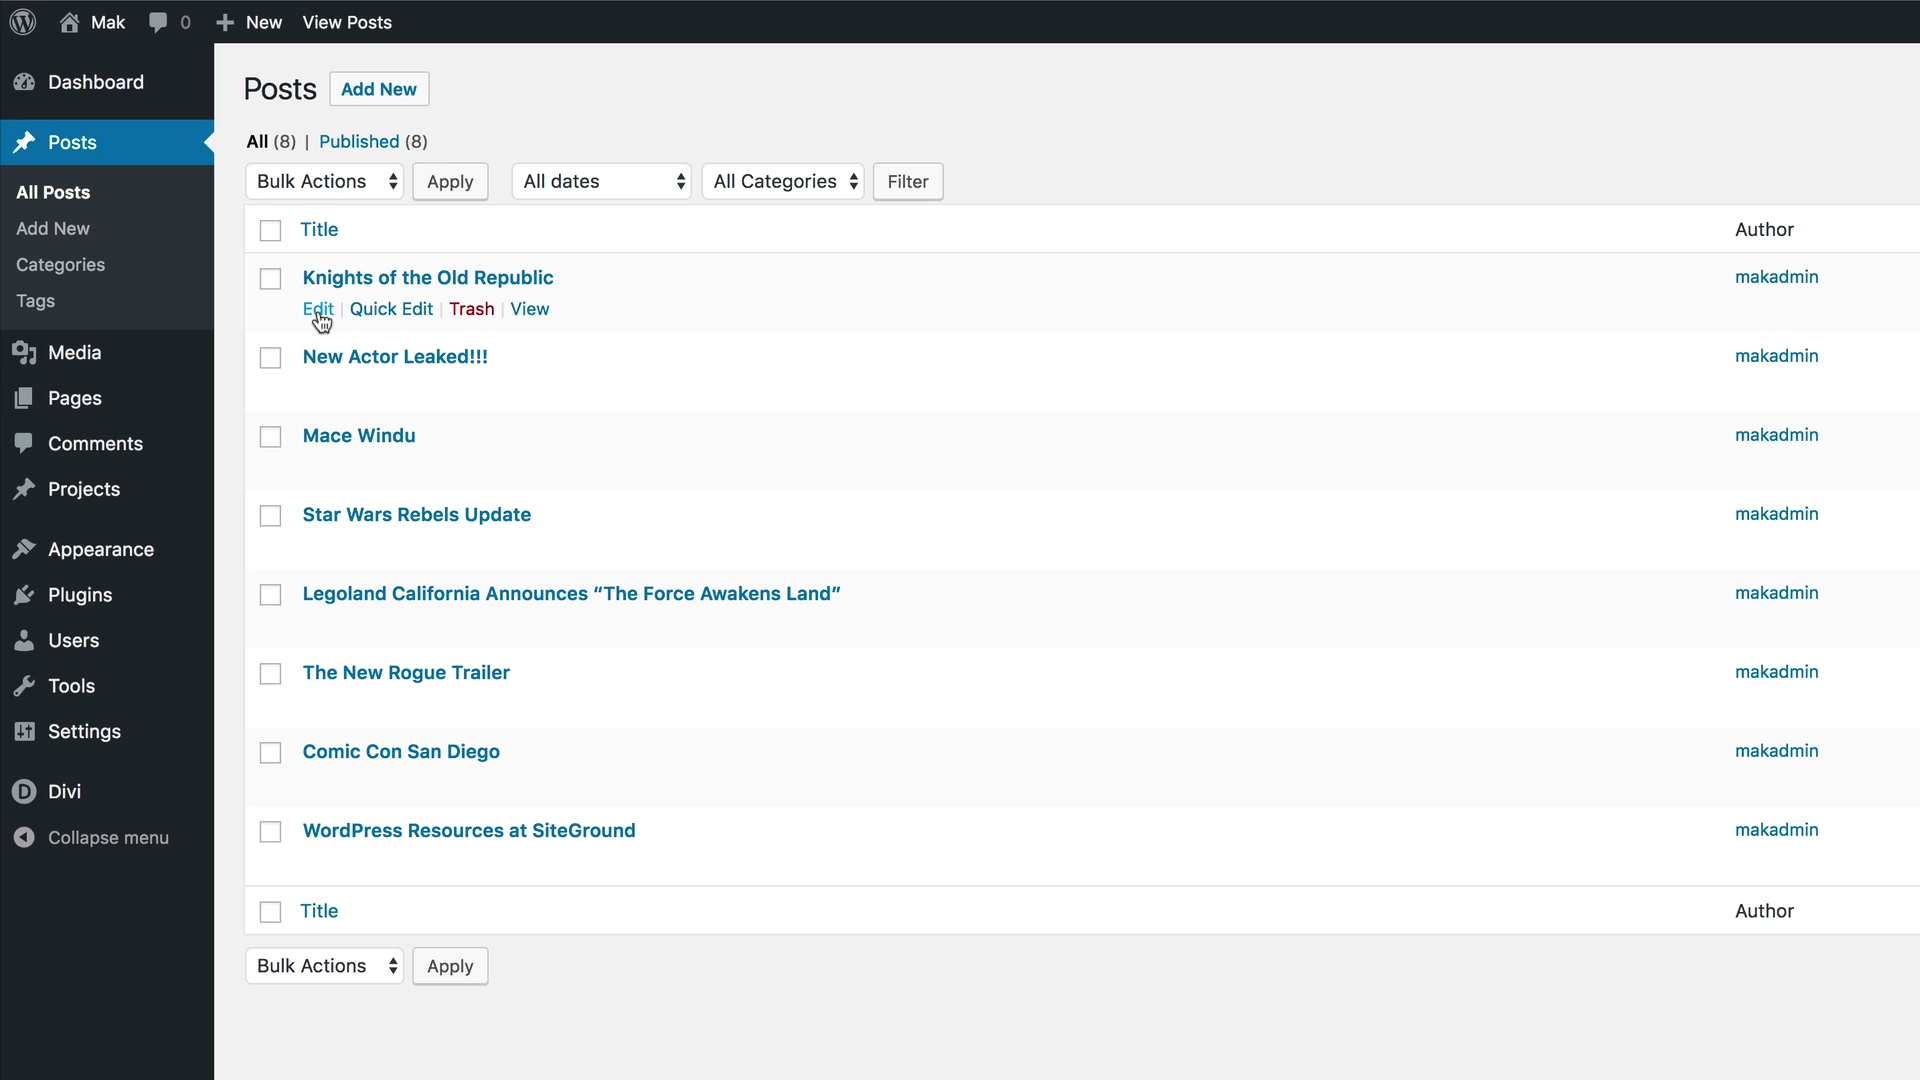 Mak 0 New View Posts
Dashboard
Posts
All Posts
Add New
Categories
Tags
Media
Pages
Comments
Projects
Appearance
Plugins
Users
Tools
Settings
Divi
Collapse menu
Posts Add New
All (8) | Published (8)
Bulk Actions Apply All dates All Categories Filter
Title Author
Knights of the Old Republic makadmin
Edit | Quick Edit | Trash | View
New Actor Leaked!!! makadmin
Mace Windu makadmin
Star Wars Rebels Update makadmin
Legoland California Announces “The Force Awakens Land” makadmin
The New Rogue Trailer makadmin
Comic Con San Diego makadmin
WordPress Resources at SiteGround makadmin
Title Author
Bulk Actions Apply